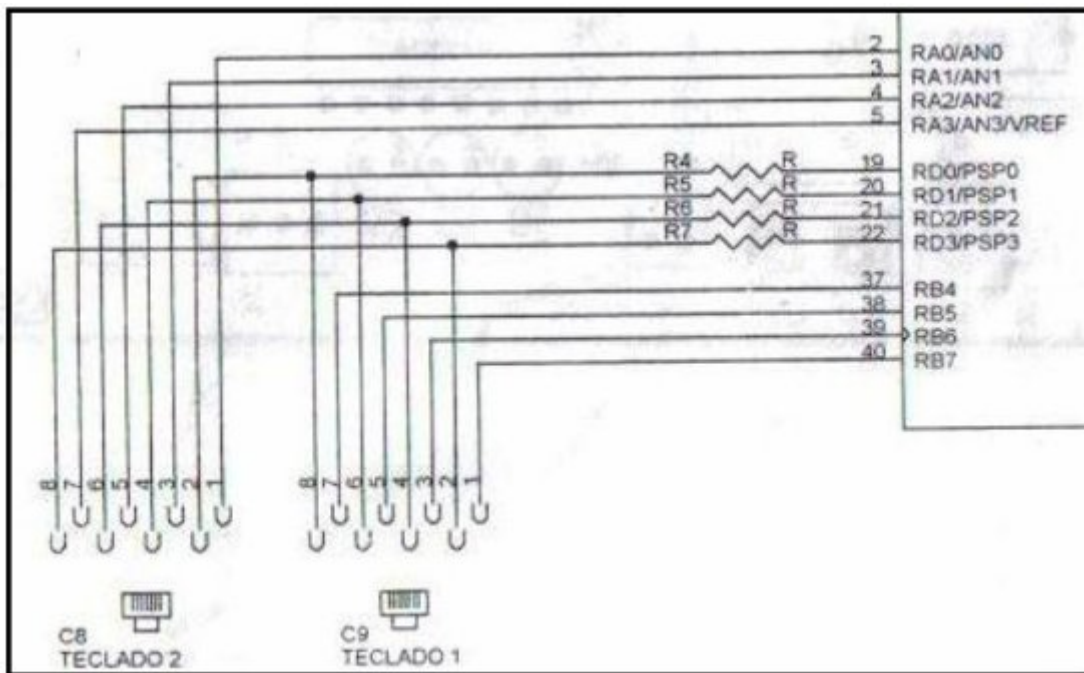 2 RA0/AN0
3 RA1/AN1
4 RA2/AN2
5 RA3/AN3/VREF
R4 R 19 RD0/PSP0
R5 R 20 RD1/PSP1
R6 R 21 RD2/PSP2
R7 R 22 RD3/PSP3
37 RB4
38 RB5
39 RB6
40 RB7
8 7 6 5 4 3 2 1
8 7 6 5 4 3 2 1
C8
TECLADO 2
C9
TECLADO 1